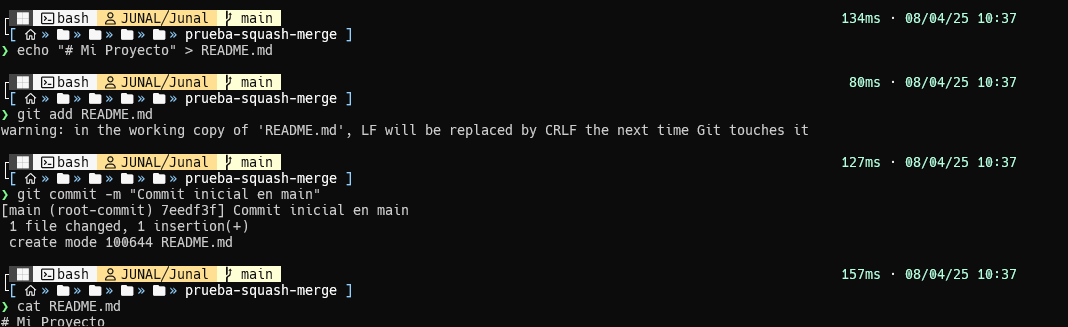 bash JUNAL/Junal main 134ms · 08/04/25 10:37
[ » » » » » prueba-squash-merge ]
❯ echo "# Mi Proyecto" > README.md
bash JUNAL/Junal main 80ms · 08/04/25 10:37
[ » » » » » prueba-squash-merge ]
❯ git add README.md
warning: in the working copy of 'README.md', LF will be replaced by CRLF the next time Git touches it
bash JUNAL/Junal main 127ms · 08/04/25 10:37
[ » » » » » prueba-squash-merge ]
❯ git commit -m "Commit inicial en main"
[main (root-commit) 7eedf3f] Commit inicial en main
1 file changed, 1 insertion(+)
create mode 100644 README.md
bash JUNAL/Junal main 157ms · 08/04/25 10:37
[ » » » » » prueba-squash-merge ]
❯ cat README.md
# Mi Proyecto